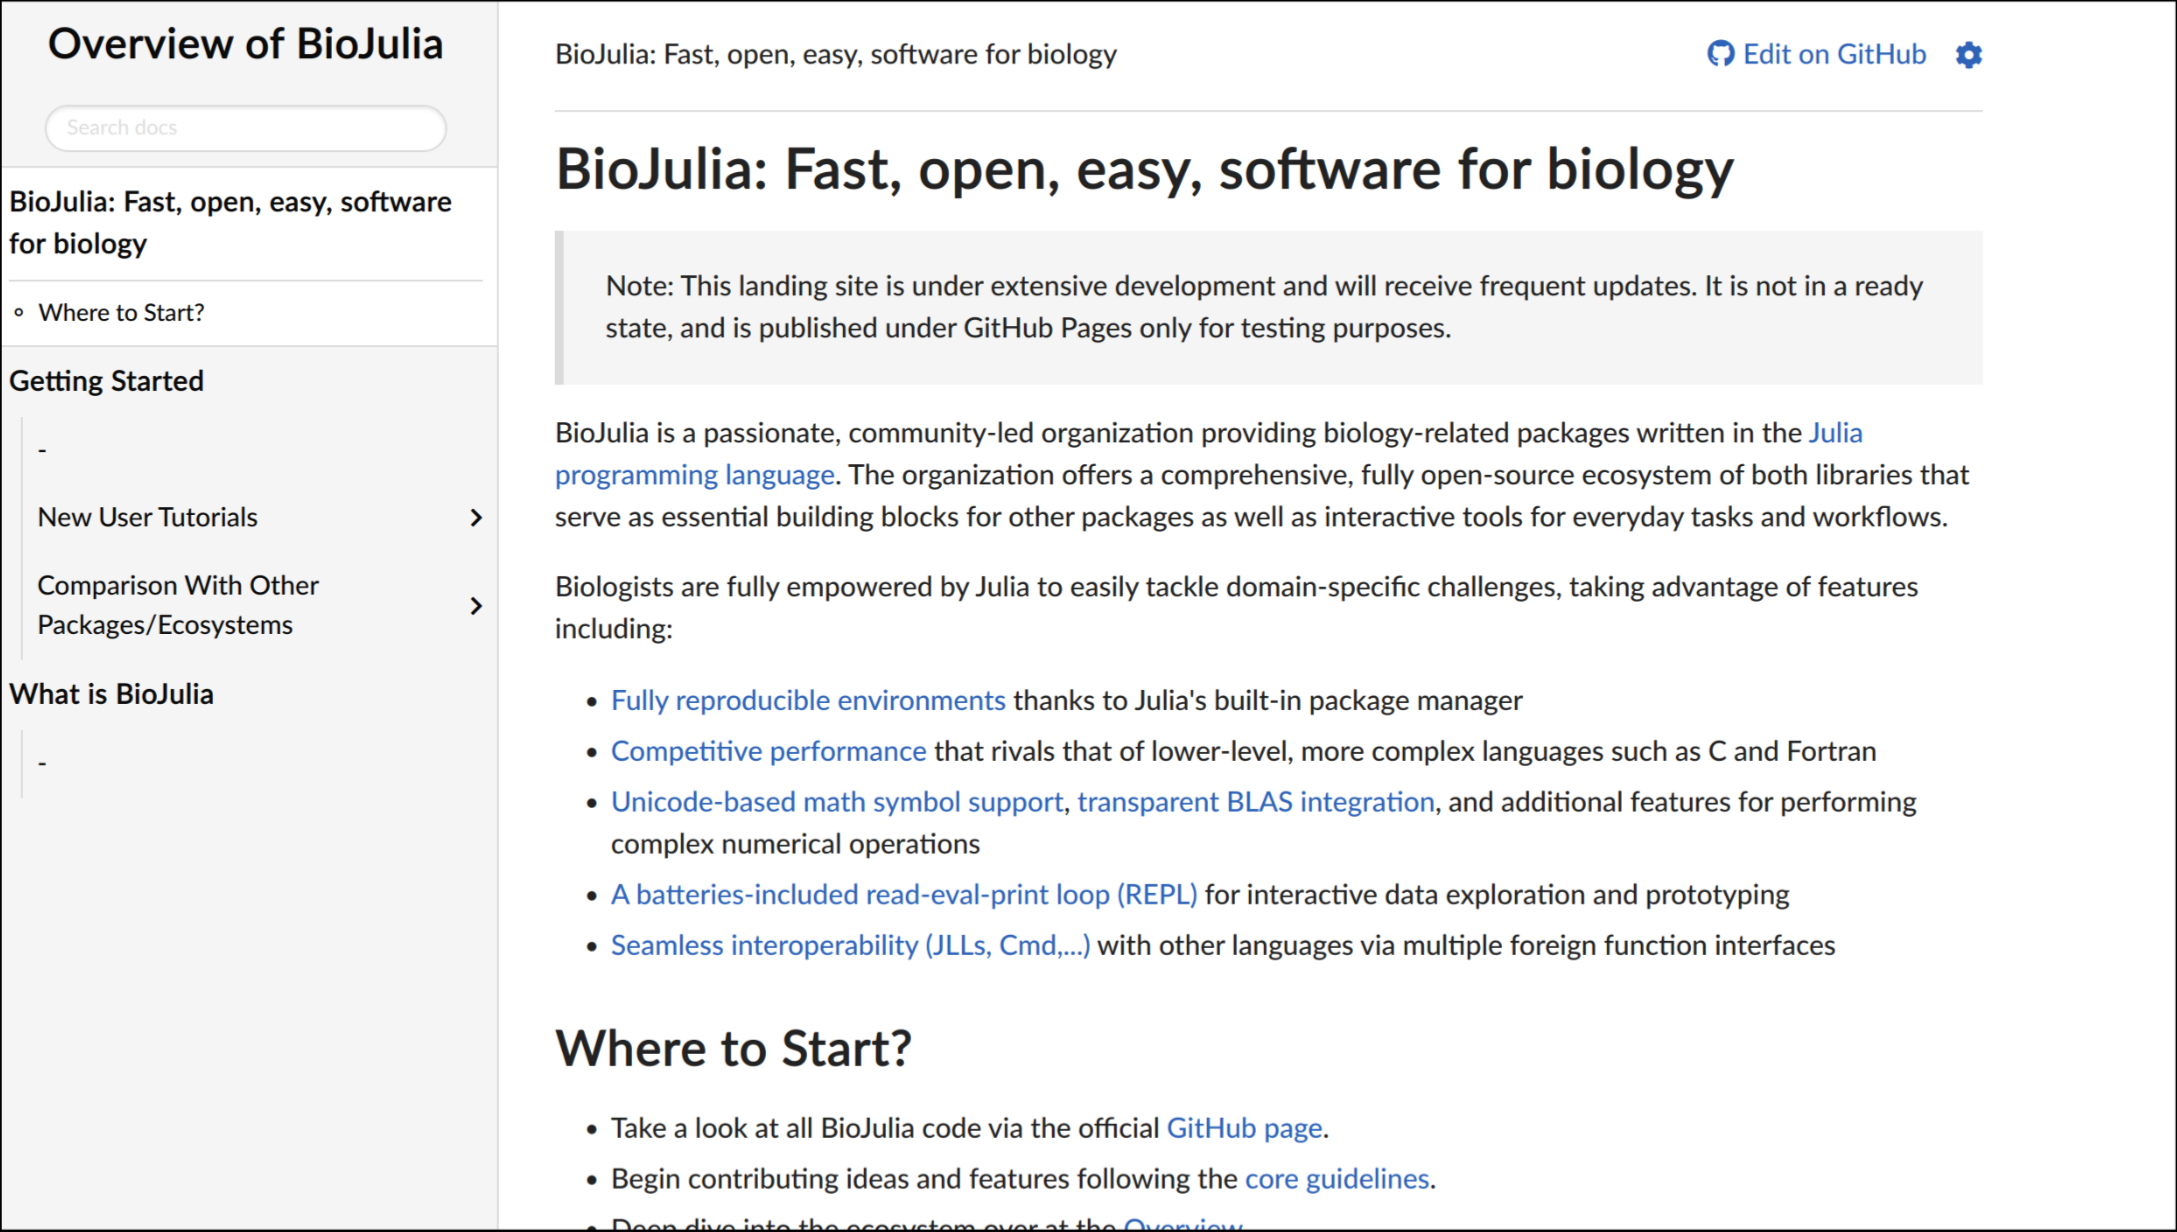 Overview of BioJulia
Search docs
BioJulia: Fast, open, easy, software
for biology
Where to Start?
Getting Started
-
New User Tutorials
Comparison With Other
Packages/Ecosystems
What is BioJulia
-
BioJulia: Fast, open, easy, software for biology
Edit on GitHub
BioJulia: Fast, open, easy, software for biology
Note: This landing site is under extensive development and will receive frequent updates. It is not in a ready
state, and is published under GitHub Pages only for testing purposes.
BioJulia is a passionate, community-led organization providing biology-related packages written in the Julia
programming language. The organization offers a comprehensive, fully open-source ecosystem of both libraries that
serve as essential building blocks for other packages as well as interactive tools for everyday tasks and workflows.
Biologists are fully empowered by Julia to easily tackle domain-specific challenges, taking advantage of features
including:
• Fully reproducible environments thanks to Julia's built-in package manager
• Competitive performance that rivals that of lower-level, more complex languages such as C and Fortran
• Unicode-based math symbol support, transparent BLAS integration, and additional features for performing
complex numerical operations
• A batteries-included read-eval-print loop (REPL) for interactive data exploration and prototyping
• Seamless interoperability (JLLs, Cmd,...) with other languages via multiple foreign function interfaces
Where to Start?
• Take a look at all BioJulia code via the official GitHub page.
• Begin contributing ideas and features following the core guidelines.
• Deep dive into the ecosystem over at the Overview